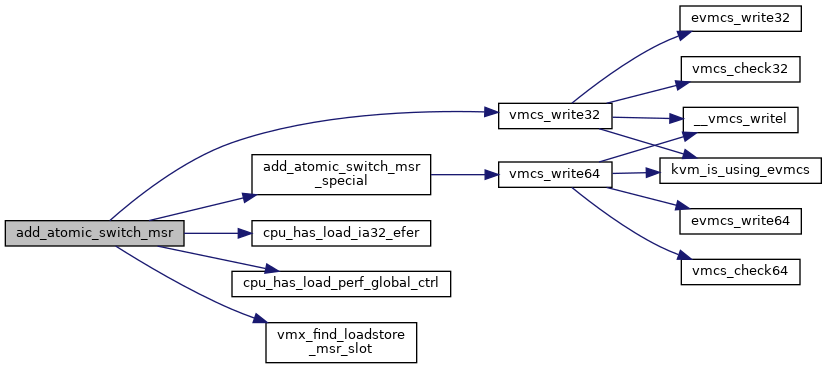 add_atomic_switch_msr
add_atomic_switch_msr
_special
cpu_has_load_ia32_efer
cpu_has_load_perf_global_ctrl
vmx_find_loadstore
_msr_slot
vmcs_write32
vmcs_write64
evmcs_write32
vmcs_check32
__vmcs_writel
kvm_is_using_evmcs
evmcs_write64
vmcs_check64